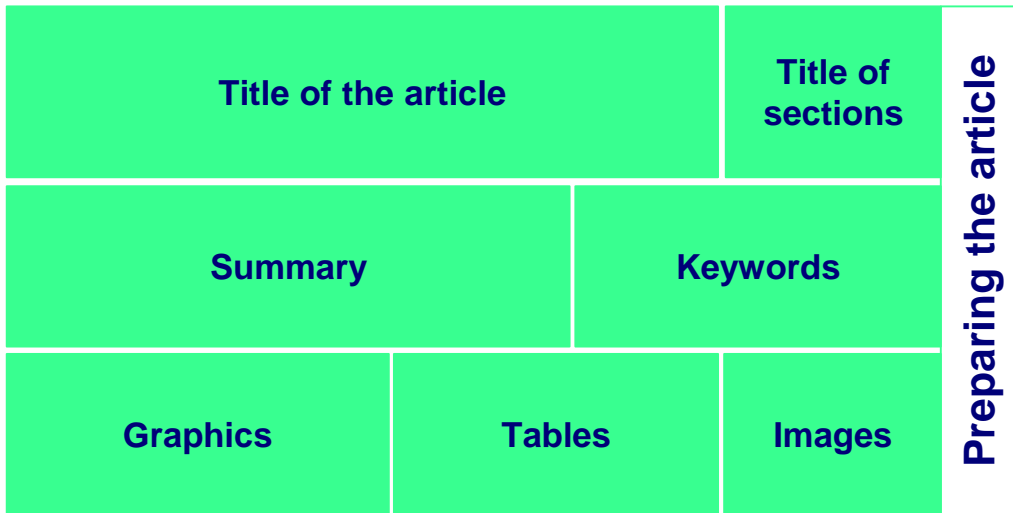 Title of the article
Title of
sections
Summary
Keywords
Graphics
Tables
Images
Preparing the article